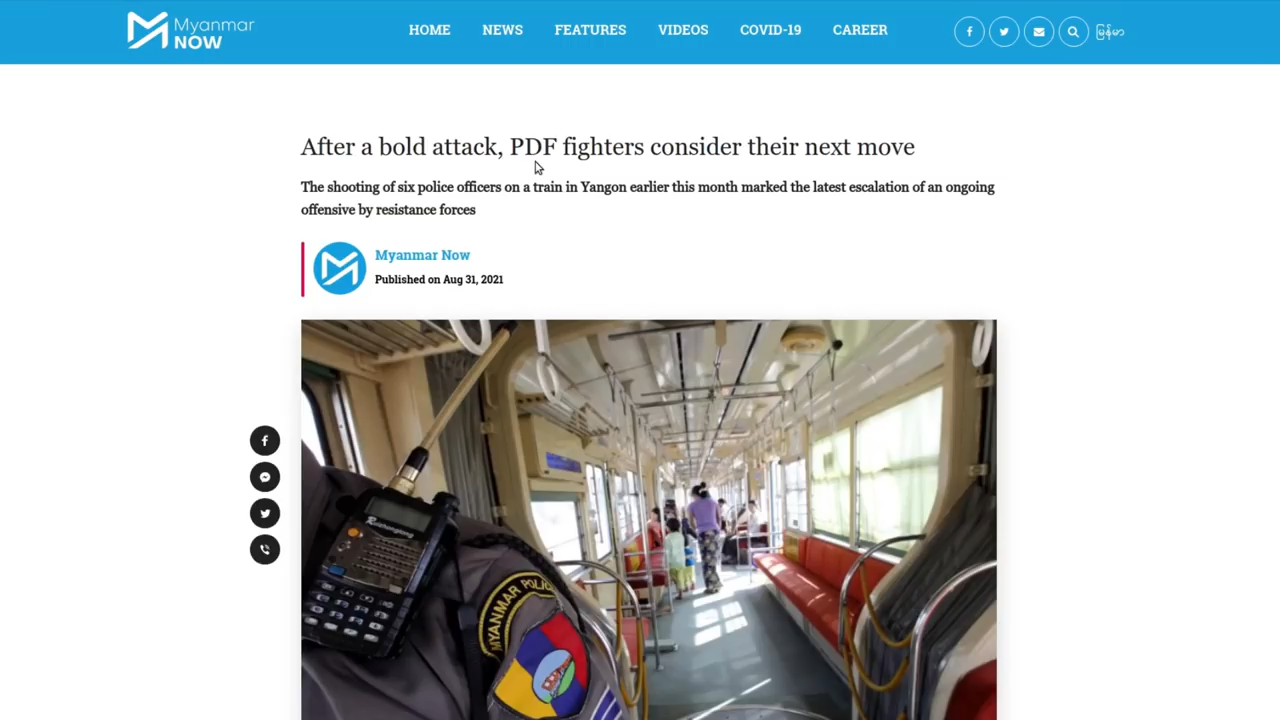 Myanmar
NOW
HOME
NEWS
FEATURES
VIDEOS
COVID-19
CAREER
မြန်မာ
After a bold attack, PDF fighters consider their next move
The shooting of six police officers on a train in Yangon earlier this month marked the latest escalation of an ongoing
offensive by resistance forces
Myanmar Now
Published on Aug 31, 2021
MYANMAR POLICE